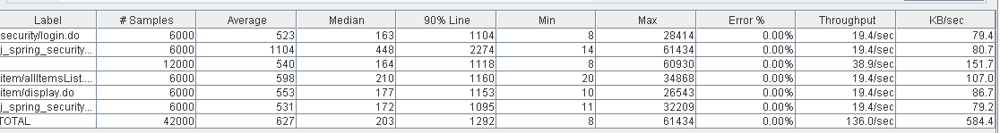 Label # Samples Average Median 90% Line Min Max Error % Throughput KB/sec
security/login.do 6000 523 163 1104 8 28414 0.00% 19.4/sec 79.4
j_spring_security... 6000 1104 448 2274 14 61434 0.00% 19.4/sec 80.7
12000 540 164 1118 8 60930 0.00% 38.9/sec 151.7
item/allItemsList.... 6000 598 210 1160 20 34868 0.00% 19.4/sec 107.0
item/display.do 6000 553 177 1153 10 26543 0.00% 19.4/sec 86.7
j_spring_security... 6000 531 172 1095 11 32209 0.00% 19.4/sec 79.2
TOTAL 42000 627 203 1292 8 61434 0.00% 136.0/sec 584.4